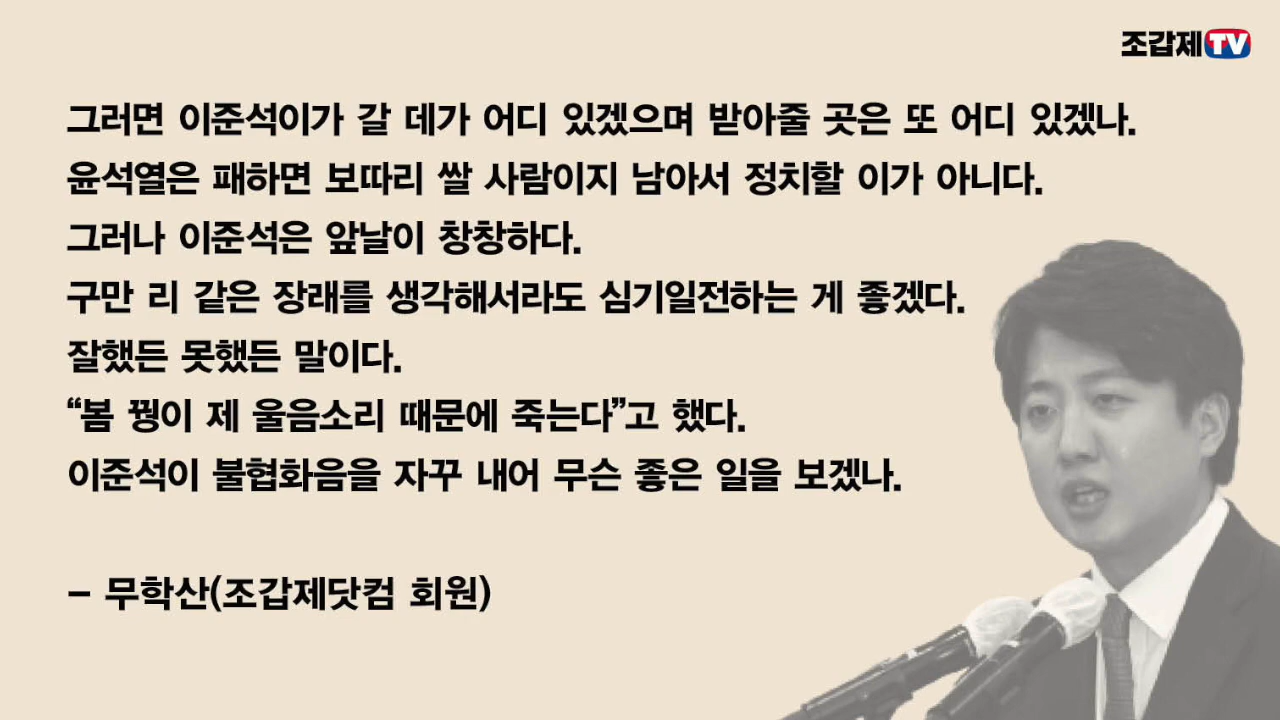 조갑제TV
그러면 이준석이가 갈 데가 어디 있겠으며 받아줄 곳은 또 어디 있겠나.
윤석열은 패하면 보따리 쌀 사람이지 남아서 정치할 이가 아니다.
그러나 이준석은 앞날이 창창하다.
구만 리 같은 장래를 생각해서라도 심기일전하는 게 좋겠다.
잘했든 못했든 말이다.
“봄 꿩이 제 울음소리 때문에 죽는다”고 했다.
이준석이 불협화음을 자꾸 내어 무슨 좋은 일을 보겠나.
– 무학산(조갑제닷컴 회원)